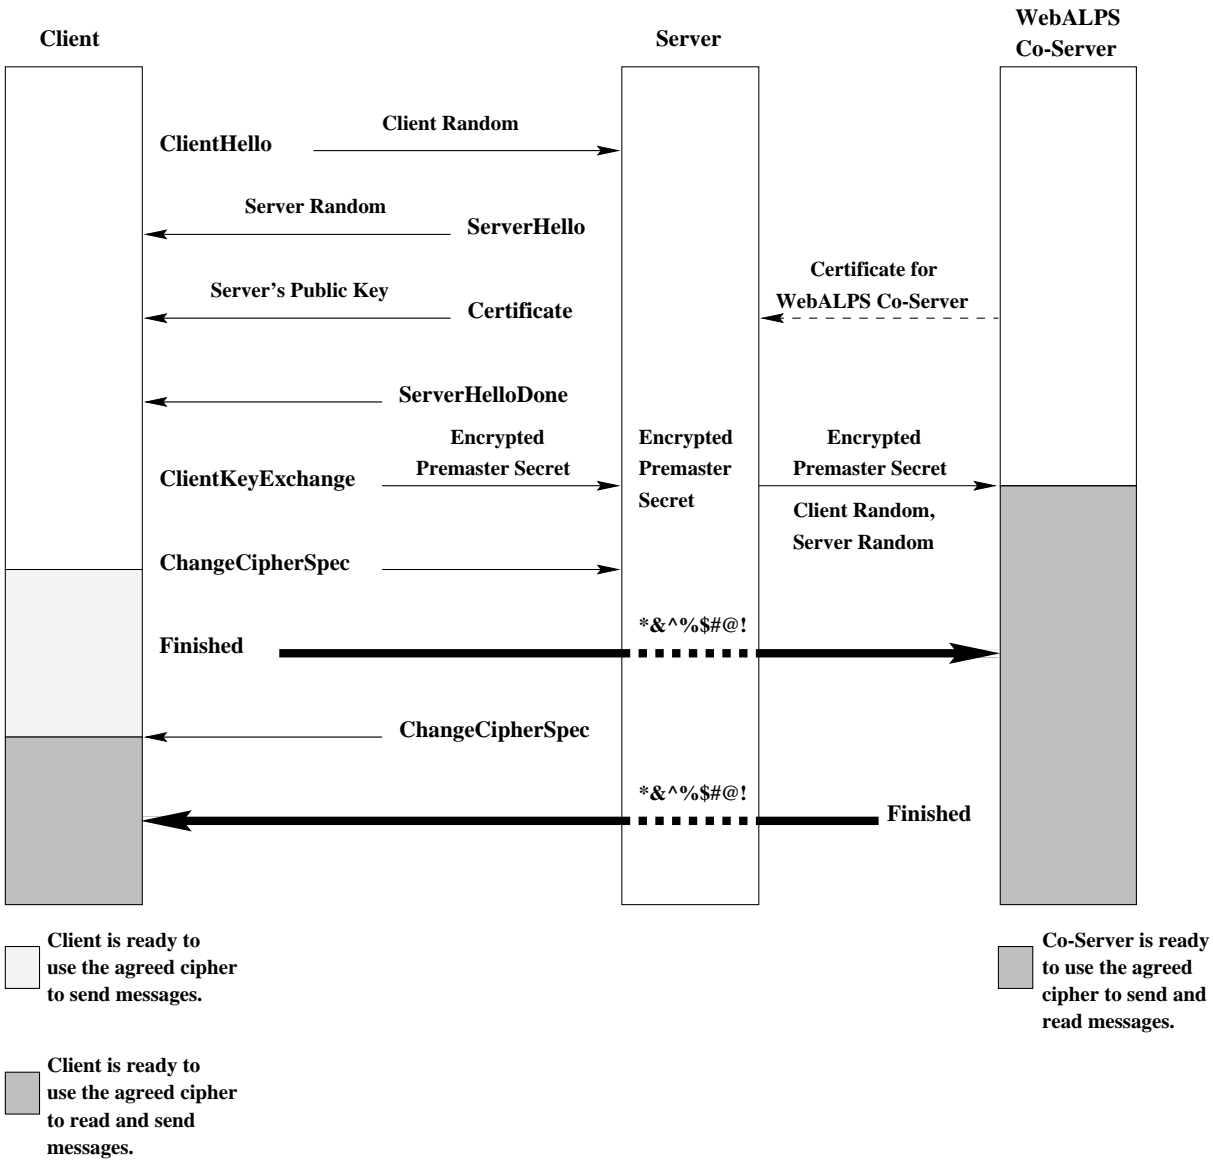 Client
Server
WebALPS
Co-Server
Client Random
ClientHello
Server Random
ServerHello
Certificate for
WebALPS Co-Server
Server's Public Key
Certificate
ServerHelloDone
Encrypted
Premaster Secret
ClientKeyExchange
Encrypted
Premaster
Secret
Encrypted
Premaster Secret
Client Random,
Server Random
ChangeCipherSpec
*&^%$#@!
Finished
ChangeCipherSpec
*&^%$#@!
Finished
Client is ready to
use the agreed cipher
to send messages.
Co-Server is ready
to use the agreed
cipher to send and
read messages.
Client is ready to
use the agreed cipher
to read and send
messages.